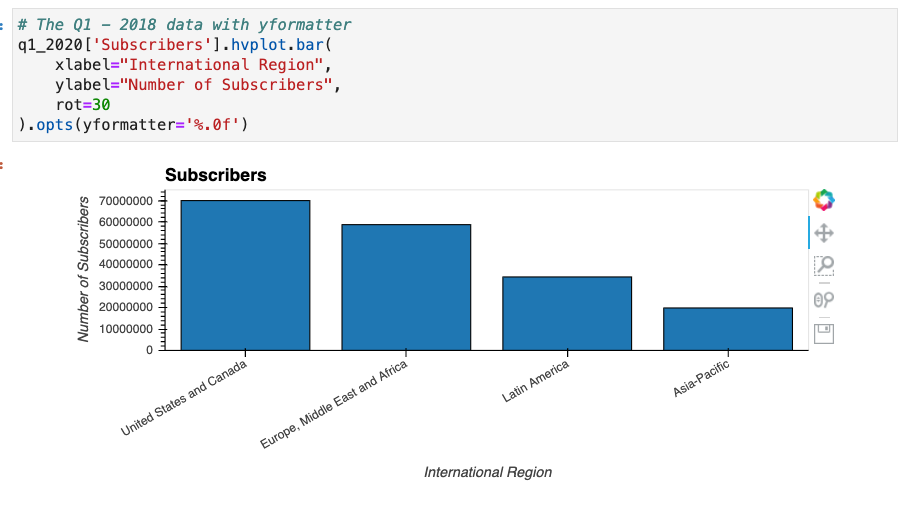 # The Q1 – 2018 data with yformatter
q1_2020['Subscribers'].hvplot.bar(
    xlabel="International Region",
    ylabel="Number of Subscribers",
    rot=30
).opts(yformatter='%.0f')
Subscribers
Number of Subscribers
70000000
60000000
50000000
40000000
30000000
20000000
10000000
0
United States and Canada
Europe, Middle East and Africa
Latin America
Asia-Pacific
International Region